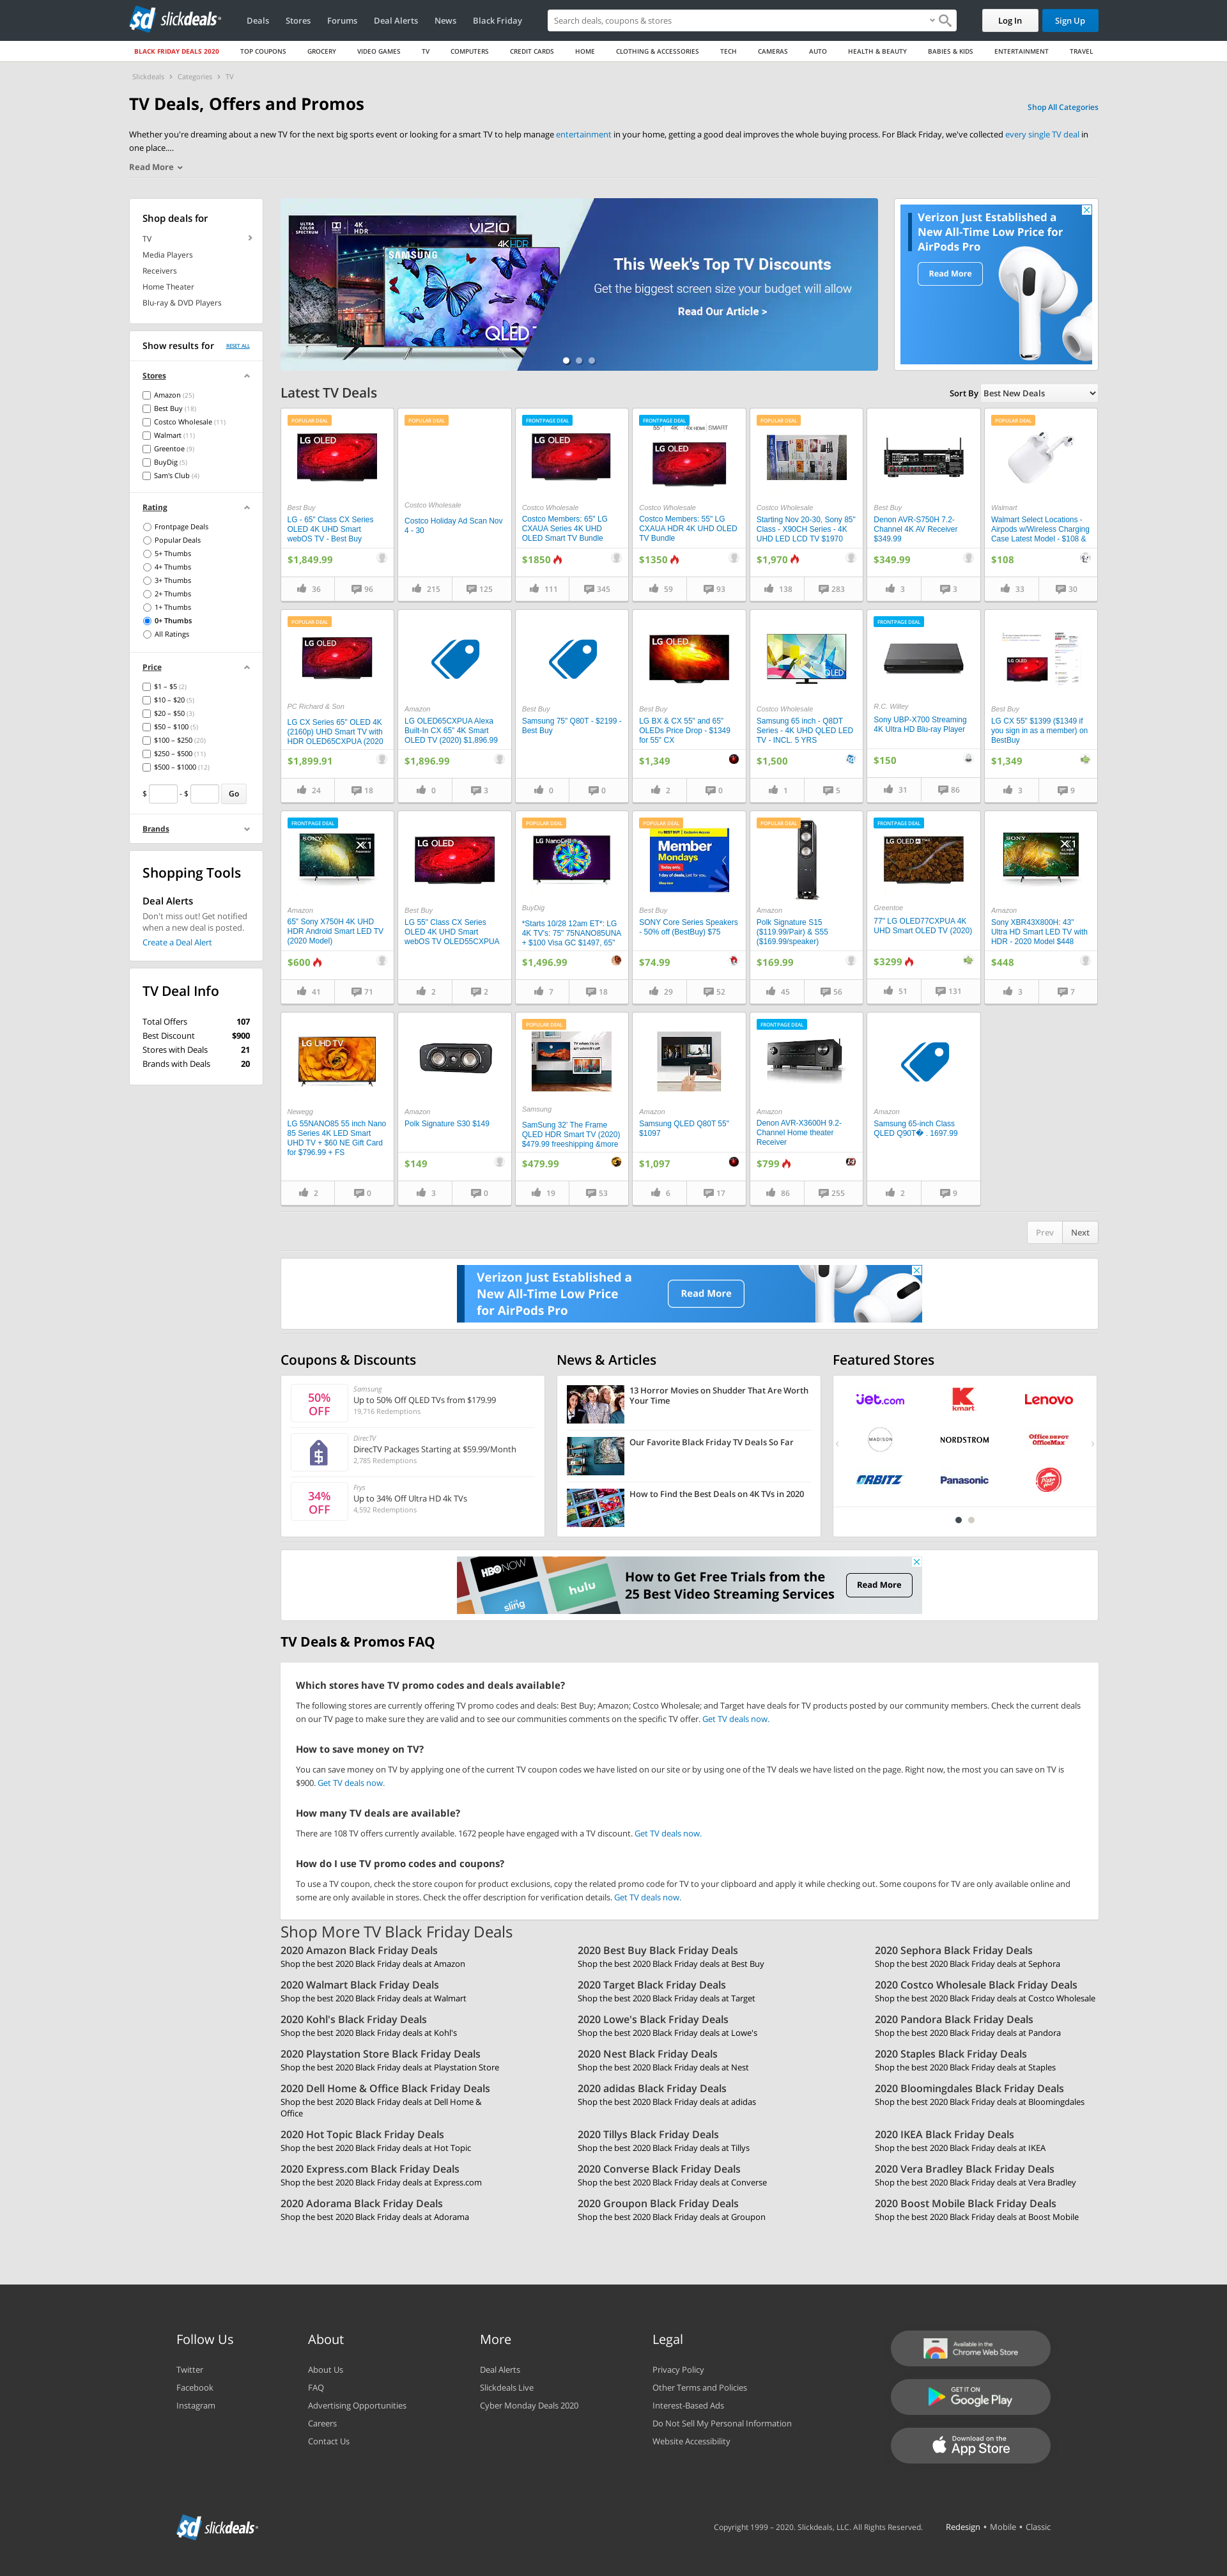 slickdeals
Deals Stores Forums Deal Alerts News Black Friday
Search deals, coupons & stores
Log In Sign Up
BLACK FRIDAY DEALS 2020 TOP COUPONS GROCERY VIDEO GAMES TV COMPUTERS CREDIT CARDS HOME CLOTHING & ACCESSORIES TECH CAMERAS AUTO HEALTH & BEAUTY BABIES & KIDS ENTERTAINMENT TRAVEL
Slickdeals › Categories › TV
TV Deals, Offers and Promos
Shop All Categories
Whether you're dreaming about a new TV for the next big sports event or looking for a smart TV to help manage entertainment in your home, getting a good deal improves the whole buying process. For Black Friday, we've collected every single TV deal in
one place....
Read More
Shop deals for
TV
Media Players
Receivers
Home Theater
Blu-ray & DVD Players
Show results for RESET ALL
Stores
Amazon (25)
Best Buy (18)
Costco Wholesale (11)
Walmart (11)
Greentoe (9)
BuyDig (5)
Sam's Club (4)
Rating
Frontpage Deals
Popular Deals
5+ Thumbs
4+ Thumbs
3+ Thumbs
2+ Thumbs
1+ Thumbs
0+ Thumbs
All Ratings
Price
$1 – $5 (2)
$10 – $20 (5)
$20 – $50 (3)
$50 – $100 (5)
$100 – $250 (20)
$250 – $500 (11)
$500 – $1000 (12)
$ - $ Go
Brands
Shopping Tools
Deal Alerts
Don't miss out! Get notified
when a new deal is posted.
Create a Deal Alert
TV Deal Info
Total Offers 107
Best Discount $900
Stores with Deals 21
Brands with Deals 20
ULTRA COLOR SPECTRUM 4K HDR VIZIO
4K HDR
SAMSUNG
QLED
This Week's Top TV Discounts
Get the biggest screen size your budget will allow
Read Our Article >
Verizon Just Established a
New All-Time Low Price for
AirPods Pro
Read More
Latest TV Deals
Sort By Best New Deals
POPULAR DEAL
LG OLED
Best Buy
LG - 65" Class CX Series
OLED 4K UHD Smart
webOS TV - Best Buy
$1,849.99
36 96
POPULAR DEAL
Costco Wholesale
Costco Holiday Ad Scan Nov
4 - 30
215 125
FRONTPAGE DEAL
LG OLED
Costco Wholesale
Costco Members: 65" LG
CXAUA Series 4K UHD
OLED Smart TV Bundle
$1850
111 345
FRONTPAGE DEAL
LG OLED
Costco Wholesale
Costco Members: 55" LG
CXAUA HDR 4K UHD OLED
TV Bundle
$1350
59 93
POPULAR DEAL
Costco Wholesale
Starting Nov 20-30, Sony 85"
Class - X90CH Series - 4K
UHD LED LCD TV $1970
$1,970
138 283
Best Buy
Denon AVR-S750H 7.2-
Channel 4K AV Receiver
$349.99
$349.99
3 3
POPULAR DEAL
Walmart
Walmart Select Locations -
Airpods w/Wireless Charging
Case Latest Model - $108 &
$108
33 30
POPULAR DEAL
LG OLED
PC Richard & Son
LG CX Series 65" OLED 4K
(2160p) UHD Smart TV with
HDR OLED65CXPUA (2020
$1,899.91
24 18
Amazon
LG OLED65CXPUA Alexa
Built-In CX 65" 4K Smart
OLED TV (2020) $1,896.99
$1,896.99
0 3
Best Buy
Samsung 75" Q80T - $2199 -
Best Buy
0 0
LG OLED
Best Buy
LG BX & CX 55" and 65"
OLEDs Price Drop - $1349
for 55" CX
$1,349
2 0
QLED
Costco Wholesale
Samsung 65 inch - Q8DT
Series - 4K UHD QLED LED
TV - INCL. 5 YRS
$1,500
1 5
FRONTPAGE DEAL
R.C. Willey
Sony UBP-X700 Streaming
4K Ultra HD Blu-ray Player
$150
31 86
LG OLED
Best Buy
LG CX 55" $1399 ($1349 if
you sign in as a member) on
BestBuy
$1,349
3 9
FRONTPAGE DEAL
SONY X1
Amazon
65" Sony X750H 4K UHD
HDR Android Smart LED TV
(2020 Model)
$600
41 71
LG OLED
Best Buy
LG 55" Class CX Series
OLED 4K UHD Smart
webOS TV OLED55CXPUA
2 2
POPULAR DEAL
LG NanoCell
BuyDig
*Starts 10/28 12am ET*: LG
4K TV's: 75" 75NANO85UNA
+ $100 Visa GC $1497, 65"
$1,496.99
7 18
POPULAR DEAL
Member
Mondays
Best Buy
SONY Core Series Speakers
- 50% off (BestBuy) $75
$74.99
29 52
POPULAR DEAL
Amazon
Polk Signature S15
($119.99/Pair) & S55
($169.99/speaker)
$169.99
45 56
FRONTPAGE DEAL
LG OLED
Greentoe
77" LG OLED77CXPUA 4K
UHD Smart OLED TV (2020)
$3299
51 131
SONY X1
Amazon
Sony XBR43X800H: 43"
Ultra HD Smart LED TV with
HDR - 2020 Model $448
$448
3 7
LG UHD TV
Newegg
LG 55NANO85 55 inch Nano
85 Series 4K LED Smart
UHD TV + $60 NE Gift Card
for $796.99 + FS
2 0
Amazon
Polk Signature S30 $149
$149
3 0
POPULAR DEAL
Samsung
SamSung 32' The Frame
QLED HDR Smart TV (2020)
$479.99 freeshipping &more
$479.99
19 53
Amazon
Samsung QLED Q80T 55"
$1097
$1,097
6 17
FRONTPAGE DEAL
Amazon
Denon AVR-X3600H 9.2-
Channel Home theater
Receiver
$799
86 255
Amazon
Samsung 65-inch Class
QLED Q90T� . 1697.99
2 9
Prev Next
Verizon Just Established a
New All-Time Low Price
for AirPods Pro
Read More
Coupons & Discounts
50%
OFF
Samsung
Up to 50% Off QLED TVs from $179.99
19,716 Redemptions
DirecTV
DirecTV Packages Starting at $59.99/Month
2,785 Redemptions
34%
OFF
Frys
Up to 34% Off Ultra HD 4k TVs
4,592 Redemptions
News & Articles
13 Horror Movies on Shudder That Are Worth
Your Time
Our Favorite Black Friday TV Deals So Far
How to Find the Best Deals on 4K TVs in 2020
Featured Stores
jet.com kmart Lenovo
MADISON NORDSTROM Office DEPOT OfficeMax
ORBITZ Panasonic Pizza Hut
HBO NOW
sling
hulu
How to Get Free Trials from the
25 Best Video Streaming Services
Read More
TV Deals & Promos FAQ
Which stores have TV promo codes and deals available?
The following stores are currently offering TV promo codes and deals: Best Buy; Amazon; Costco Wholesale; and Target have deals for TV products posted by our community members. Check the current deals
on our TV page to make sure they are valid and to see our communities comments on the specific TV offer. Get TV deals now.
How to save money on TV?
You can save money on TV by applying one of the current TV coupon codes we have listed on our site or by using one of the TV deals we have listed on the page. Right now, the most you can save on TV is
$900. Get TV deals now.
How many TV deals are available?
There are 108 TV offers currently available. 1672 people have engaged with a TV discount. Get TV deals now.
How do I use TV promo codes and coupons?
To use a TV coupon, check the store coupon for product exclusions, copy the related promo code for TV to your clipboard and apply it while checking out. Some coupons for TV are only available online and
some are only available in stores. Check the offer description for verification details. Get TV deals now.
Shop More TV Black Friday Deals
2020 Amazon Black Friday Deals
Shop the best 2020 Black Friday deals at Amazon
2020 Best Buy Black Friday Deals
Shop the best 2020 Black Friday deals at Best Buy
2020 Sephora Black Friday Deals
Shop the best 2020 Black Friday deals at Sephora
2020 Walmart Black Friday Deals
Shop the best 2020 Black Friday deals at Walmart
2020 Target Black Friday Deals
Shop the best 2020 Black Friday deals at Target
2020 Costco Wholesale Black Friday Deals
Shop the best 2020 Black Friday deals at Costco Wholesale
2020 Kohl's Black Friday Deals
Shop the best 2020 Black Friday deals at Kohl's
2020 Lowe's Black Friday Deals
Shop the best 2020 Black Friday deals at Lowe's
2020 Pandora Black Friday Deals
Shop the best 2020 Black Friday deals at Pandora
2020 Playstation Store Black Friday Deals
Shop the best 2020 Black Friday deals at Playstation Store
2020 Nest Black Friday Deals
Shop the best 2020 Black Friday deals at Nest
2020 Staples Black Friday Deals
Shop the best 2020 Black Friday deals at Staples
2020 Dell Home & Office Black Friday Deals
Shop the best 2020 Black Friday deals at Dell Home &
Office
2020 adidas Black Friday Deals
Shop the best 2020 Black Friday deals at adidas
2020 Bloomingdales Black Friday Deals
Shop the best 2020 Black Friday deals at Bloomingdales
2020 Hot Topic Black Friday Deals
Shop the best 2020 Black Friday deals at Hot Topic
2020 Tillys Black Friday Deals
Shop the best 2020 Black Friday deals at Tillys
2020 IKEA Black Friday Deals
Shop the best 2020 Black Friday deals at IKEA
2020 Express.com Black Friday Deals
Shop the best 2020 Black Friday deals at Express.com
2020 Converse Black Friday Deals
Shop the best 2020 Black Friday deals at Converse
2020 Vera Bradley Black Friday Deals
Shop the best 2020 Black Friday deals at Vera Bradley
2020 Adorama Black Friday Deals
Shop the best 2020 Black Friday deals at Adorama
2020 Groupon Black Friday Deals
Shop the best 2020 Black Friday deals at Groupon
2020 Boost Mobile Black Friday Deals
Shop the best 2020 Black Friday deals at Boost Mobile
Follow Us
Twitter
Facebook
Instagram
About
About Us
FAQ
Advertising Opportunities
Careers
Contact Us
More
Deal Alerts
Slickdeals Live
Cyber Monday Deals 2020
Legal
Privacy Policy
Other Terms and Policies
Interest-Based Ads
Do Not Sell My Personal Information
Website Accessibility
Available in the
Chrome Web Store
GET IT ON
Google Play
Download on the
App Store
slickdeals
Copyright 1999 – 2020. Slickdeals, LLC. All Rights Reserved. Redesign • Mobile • Classic